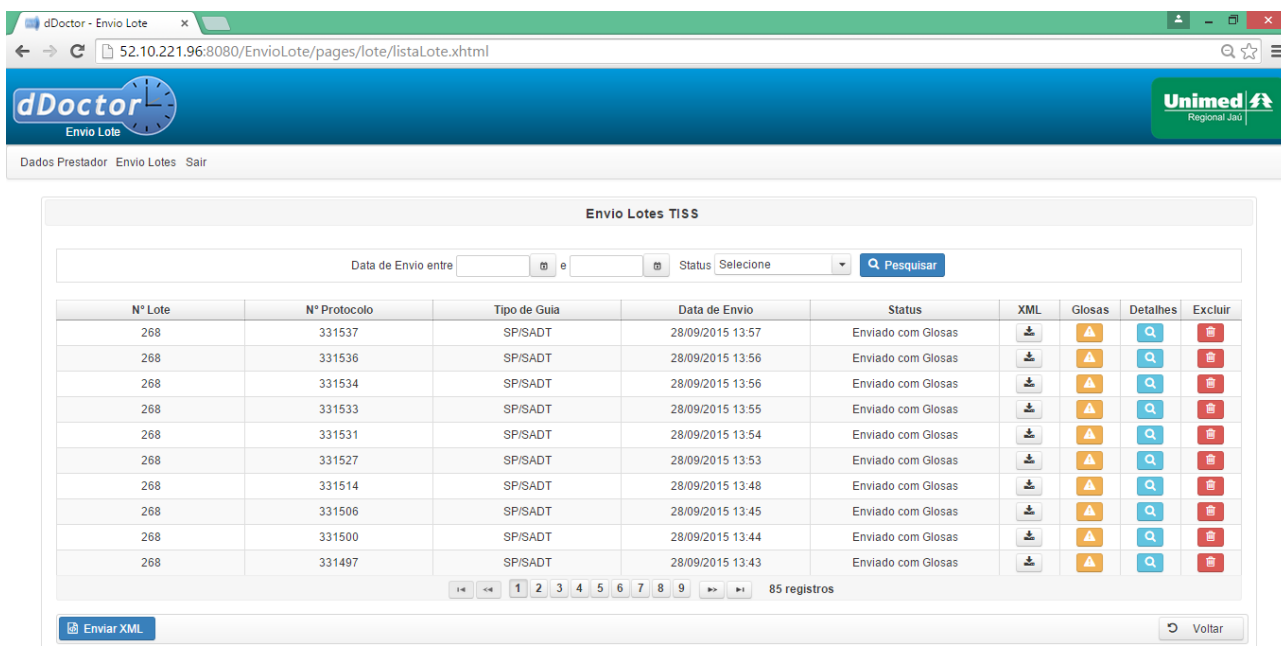 dDoctor - Envio Lote
52.10.221.96:8080/EnvioLote/pages/lote/listaLote.xhtml
dDoctor
Envio Lote
Unimed
Regional Jaú
Dados Prestador Envio Lotes Sair
Envio Lotes TISS
Data de Envio entre e Status Selecione Pesquisar
Nº Lote Nº Protocolo Tipo de Guia Data de Envio Status XML Glosas Detalhes Excluir
268 331537 SP/SADT 28/09/2015 13:57 Enviado com Glosas
268 331536 SP/SADT 28/09/2015 13:56 Enviado com Glosas
268 331534 SP/SADT 28/09/2015 13:56 Enviado com Glosas
268 331533 SP/SADT 28/09/2015 13:55 Enviado com Glosas
268 331531 SP/SADT 28/09/2015 13:54 Enviado com Glosas
268 331527 SP/SADT 28/09/2015 13:53 Enviado com Glosas
268 331514 SP/SADT 28/09/2015 13:48 Enviado com Glosas
268 331506 SP/SADT 28/09/2015 13:45 Enviado com Glosas
268 331500 SP/SADT 28/09/2015 13:44 Enviado com Glosas
268 331497 SP/SADT 28/09/2015 13:43 Enviado com Glosas
1 2 3 4 5 6 7 8 9 85 registros
Enviar XML Voltar